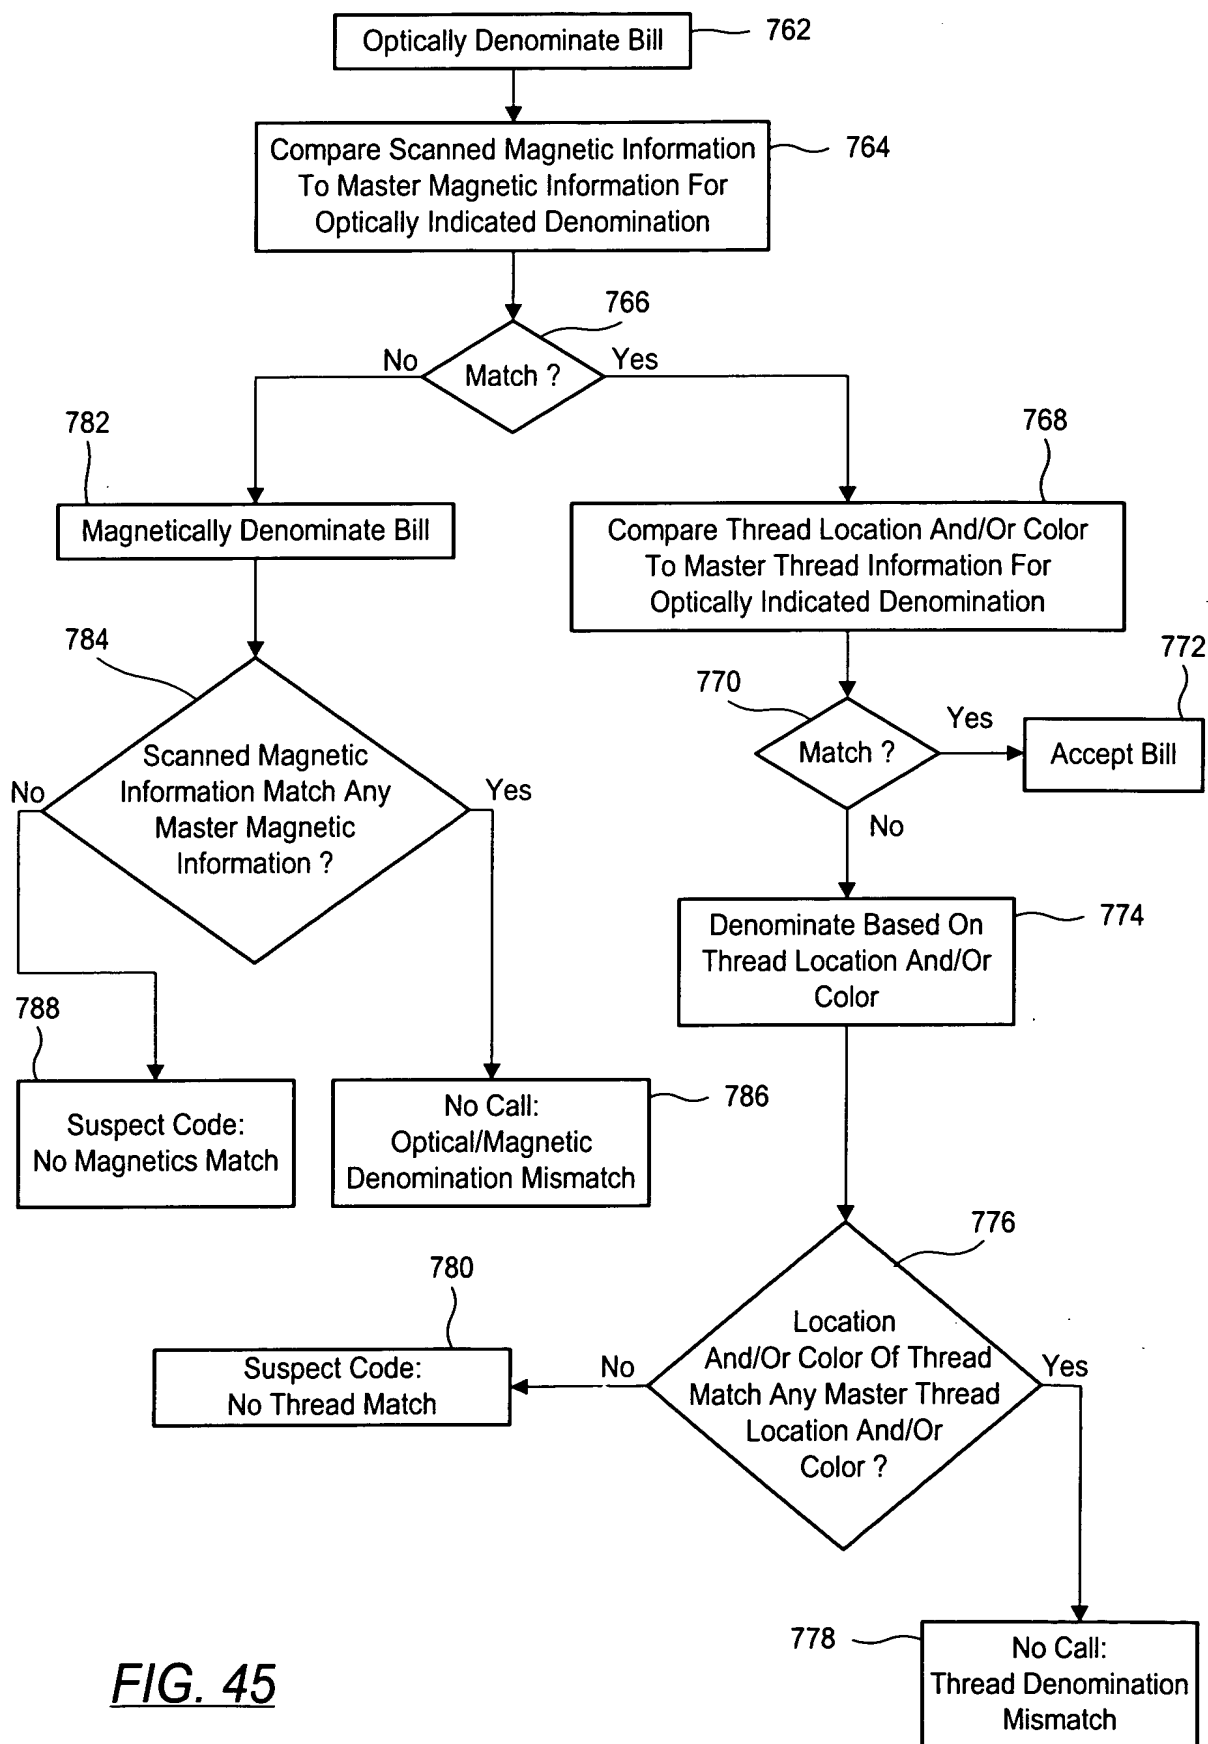 Optically Denominate Bill
762
Compare Scanned Magnetic Information
To Master Magnetic Information For
Optically Indicated Denomination
764
766
No
Match ?
Yes
782
Magnetically Denominate Bill
768
Compare Thread Location And/Or Color
To Master Thread Information For
Optically Indicated Denomination
784
Scanned Magnetic
Information Match Any
Master Magnetic
Information ?
No
Yes
770
Match ?
Yes
772
Accept Bill
No
Denominate Based On
Thread Location And/Or
Color
774
788
Suspect Code:
No Magnetics Match
No Call:
Optical/Magnetic
Denomination Mismatch
786
776
Location
And/Or Color Of Thread
Match Any Master Thread
Location And/Or
Color ?
No
Yes
780
Suspect Code:
No Thread Match
778
No Call:
Thread Denomination
Mismatch
FIG. 45